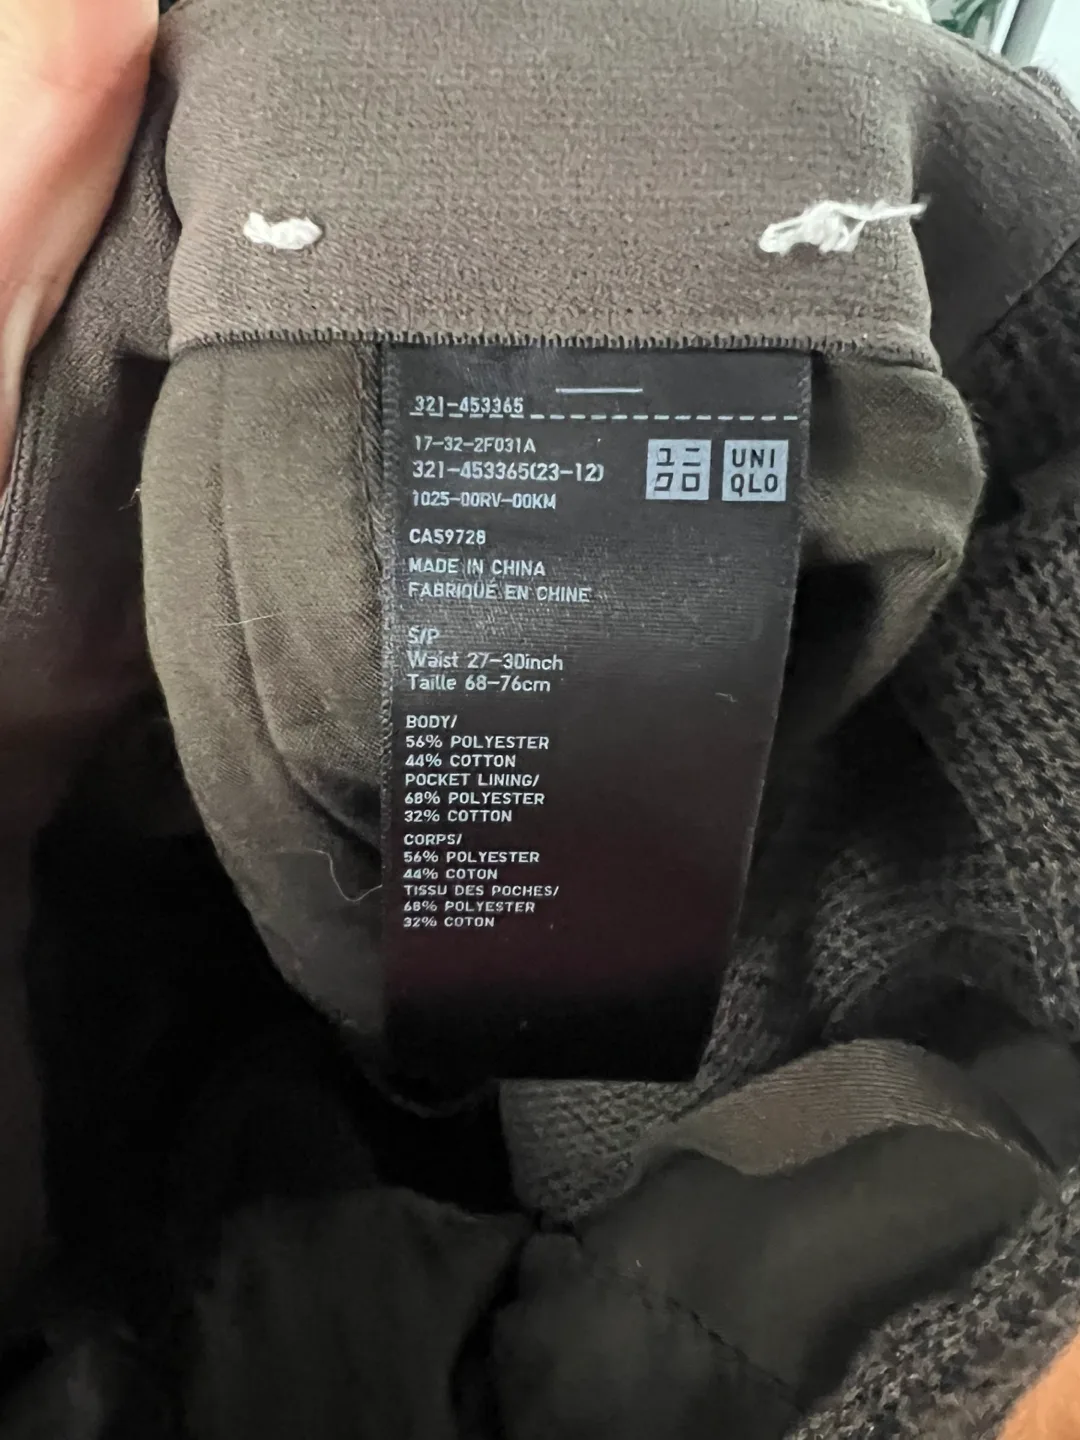 321-453365
17-32-2F031A
321-453365(23-12)
1025-00RV-00KM
ユニ
クロ
UNI
QLO
CA59728
MADE IN CHINA
FABRIQUÉ EN CHINE
S/P
Waist 27-30inch
Taille 68-76cm
BODY/
56% POLYESTER
44% COTTON
POCKET LINING/
68% POLYESTER
32% COTTON
CORPS/
56% POLYESTER
44% COTON
TISSU DES POCHES/
68% POLYESTER
32% COTON